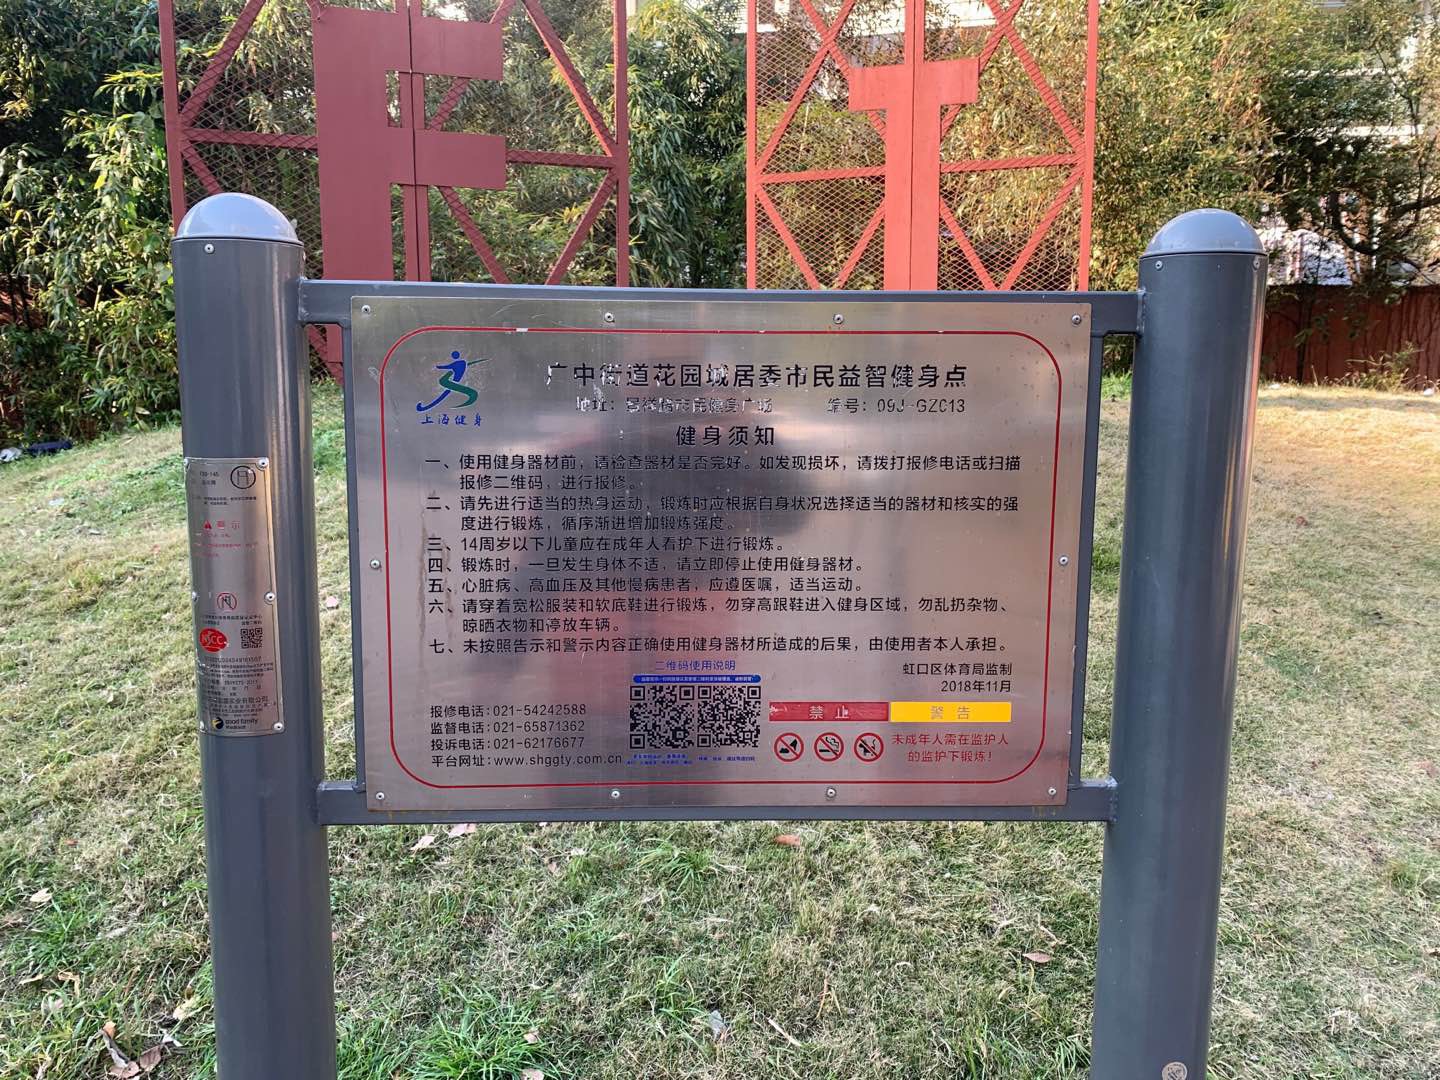 上海健身
广中街道花园城居委市民益智健身点
编号：09J-GZ013
健身须知
一、使用健身器材前，请检查器材是否完好。如发现损坏，请拨打报修电话或扫描
报修二维码，进行报修。
二、请先进行适当的热身运动，锻炼时应根据自身状况选择适当的器材和核实的强
度进行锻炼，循序渐进增加锻炼强度。
三、14周岁以下儿童应在成年人看护下进行锻炼。
四、锻炼时，一旦发生身体不适，请立即停止使用健身器材。
五、心脏病、高血压及其他慢病患者，应遵医嘱，适当运动。
六、请穿着宽松服装和软底鞋进行锻炼，勿穿高跟鞋进入健身区域，勿乱扔杂物、
晾晒衣物和停放车辆。
七、未按照告示和警示内容正确使用健身器材所造成的后果，由使用者本人承担。
二维码使用说明
虹口区体育局监制
2018年11月
报修电话：021-54242588
监督电话：021-65871362
投诉电话：021-62176677
平台网址：www.shggty.com.cn
禁止
警告
未成年人需在监护人
的监护下锻炼！
警示
NSCC
good family